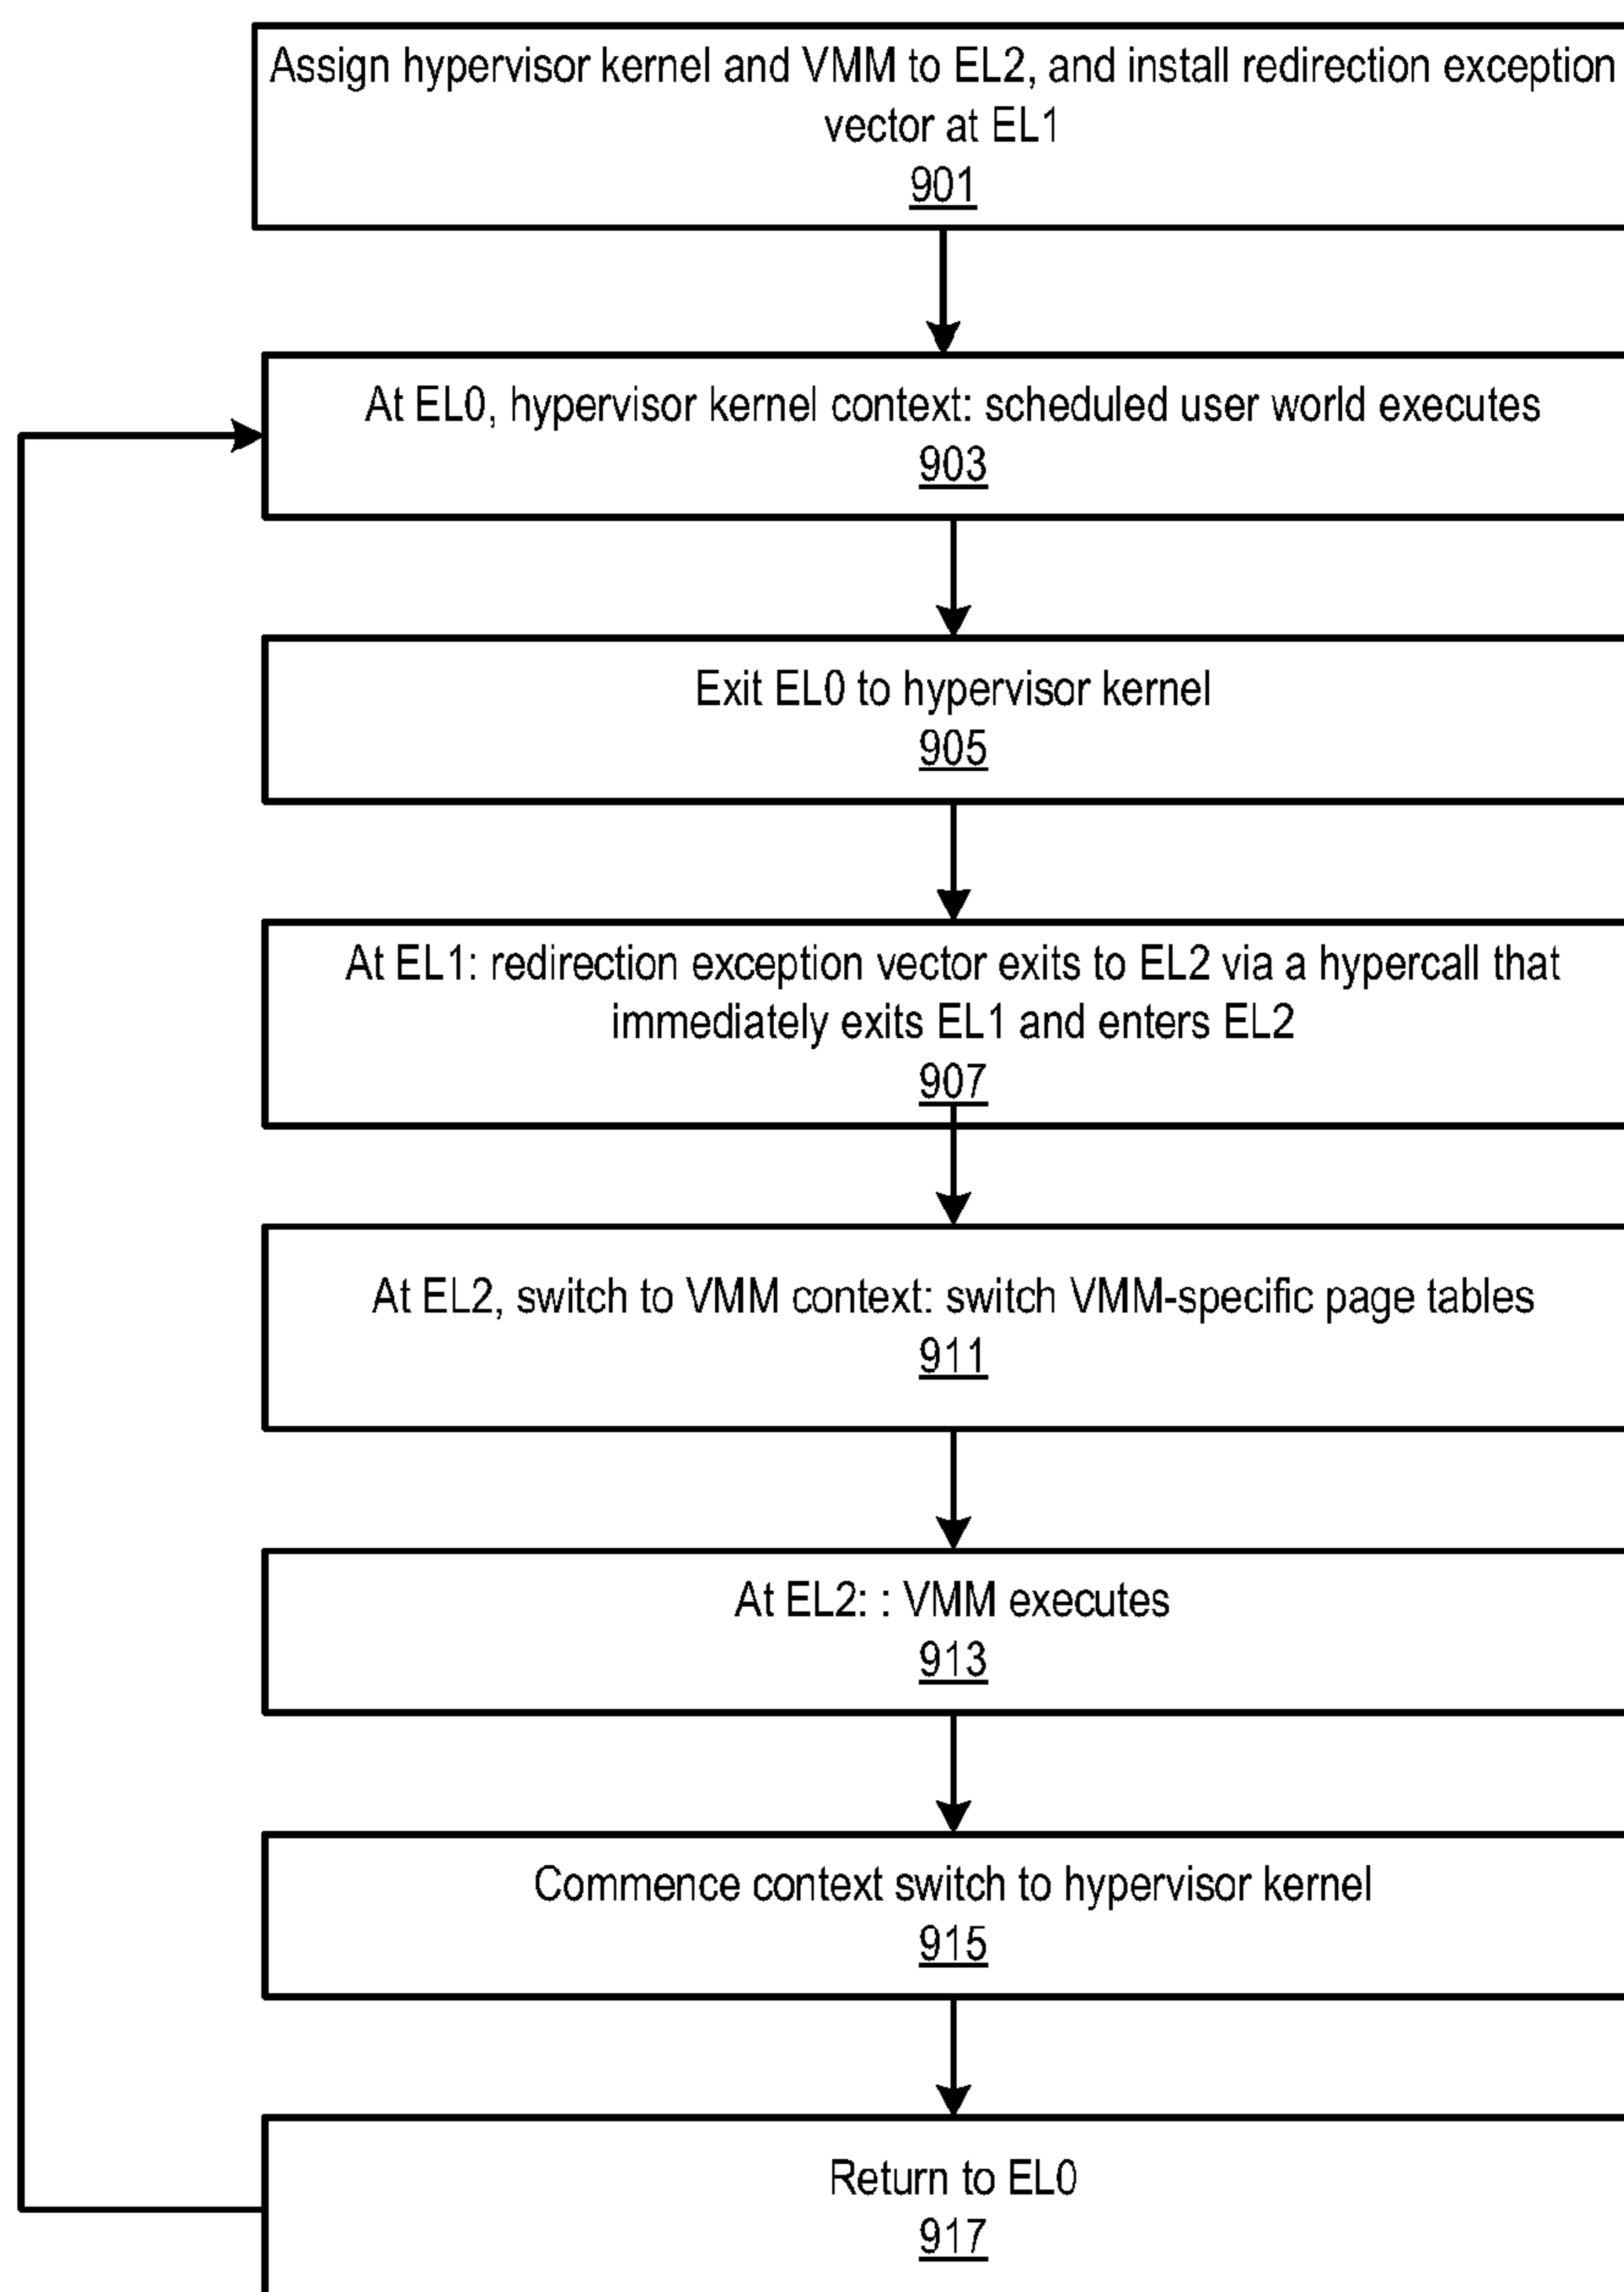 Assign hypervisor kernel and VMM to EL2, and install redirection exception
vector at EL1
901
At EL0, hypervisor kernel context: scheduled user world executes
903
Exit EL0 to hypervisor kernel
905
At EL1: redirection exception vector exits to EL2 via a hypercall that
immediately exits EL1 and enters EL2
907
At EL2, switch to VMM context: switch VMM-specific page tables
911
At EL2: : VMM executes
913
Commence context switch to hypervisor kernel
915
Return to EL0
917